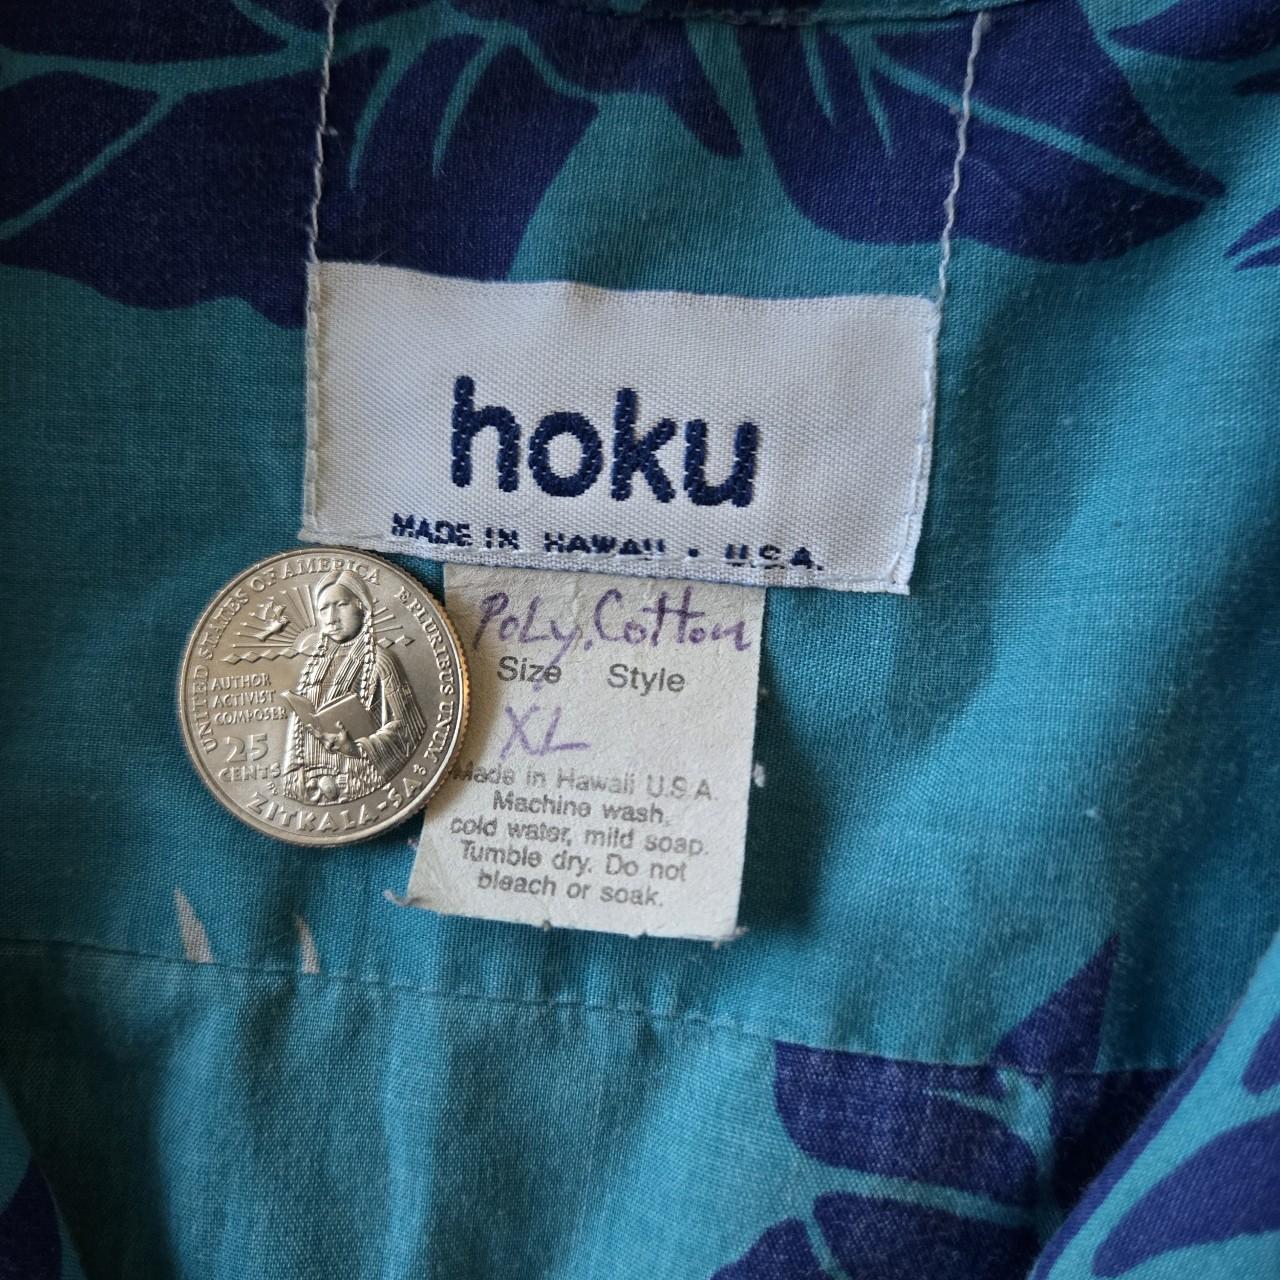 hoku
MADE IN HAWAII • U.S.A.
Poly. Cotton
Size Style
XL
Made in Hawaii U.S.A.
Machine wash,
cold water, mild soap.
Tumble dry. Do not
bleach or soak.
UNITED STATES OF AMERICA
E PLURIBUS UNUM
AUTHOR
ACTIVIST
COMPOSER
25
CENTS
ZITKALA-ŠA